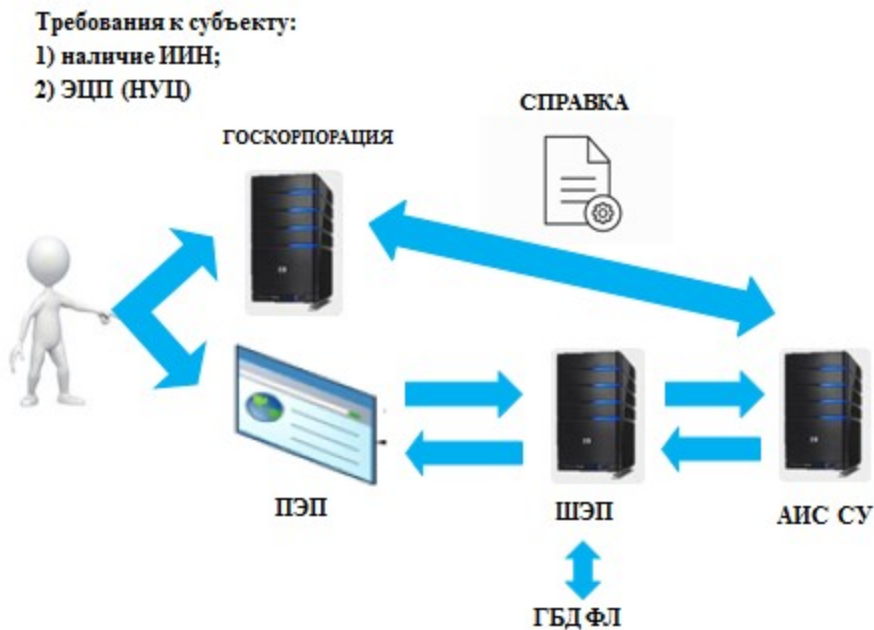 Требования к субъекту:
1) наличие ИИН;
2) ЭЦП (НУЦ)
СПРАВКА
ГОСКОРПОРАЦИЯ
ПЭП
ШЭП
АИС СУ
ГБД ФЛ